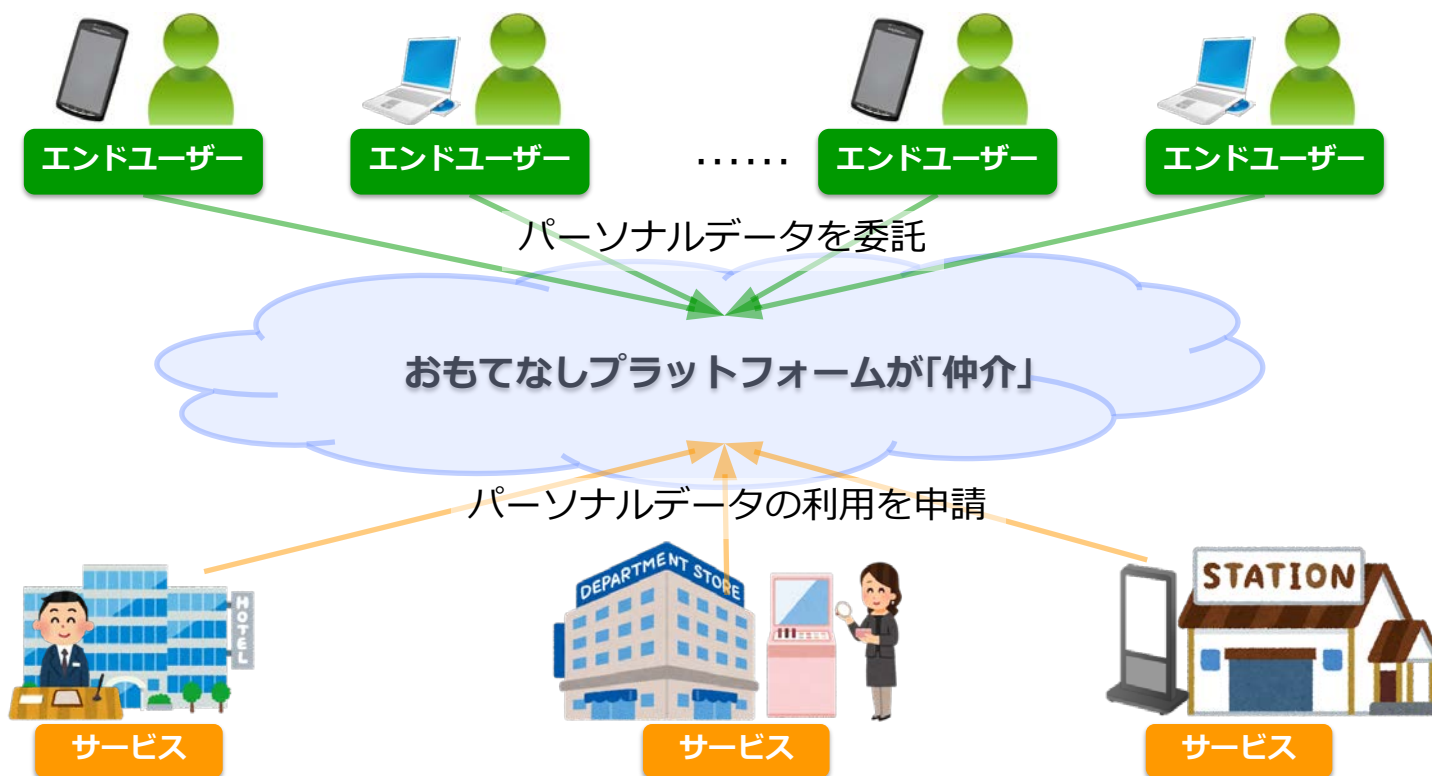 エンドユーザー
エンドユーザー
……
エンドユーザー
エンドユーザー
パーソナルデータを委託
おもてなしプラットフォームが「仲介」
パーソナルデータの利用を申請
HOTEL
DEPARTMENT STORE
STATION
サービス
サービス
サービス